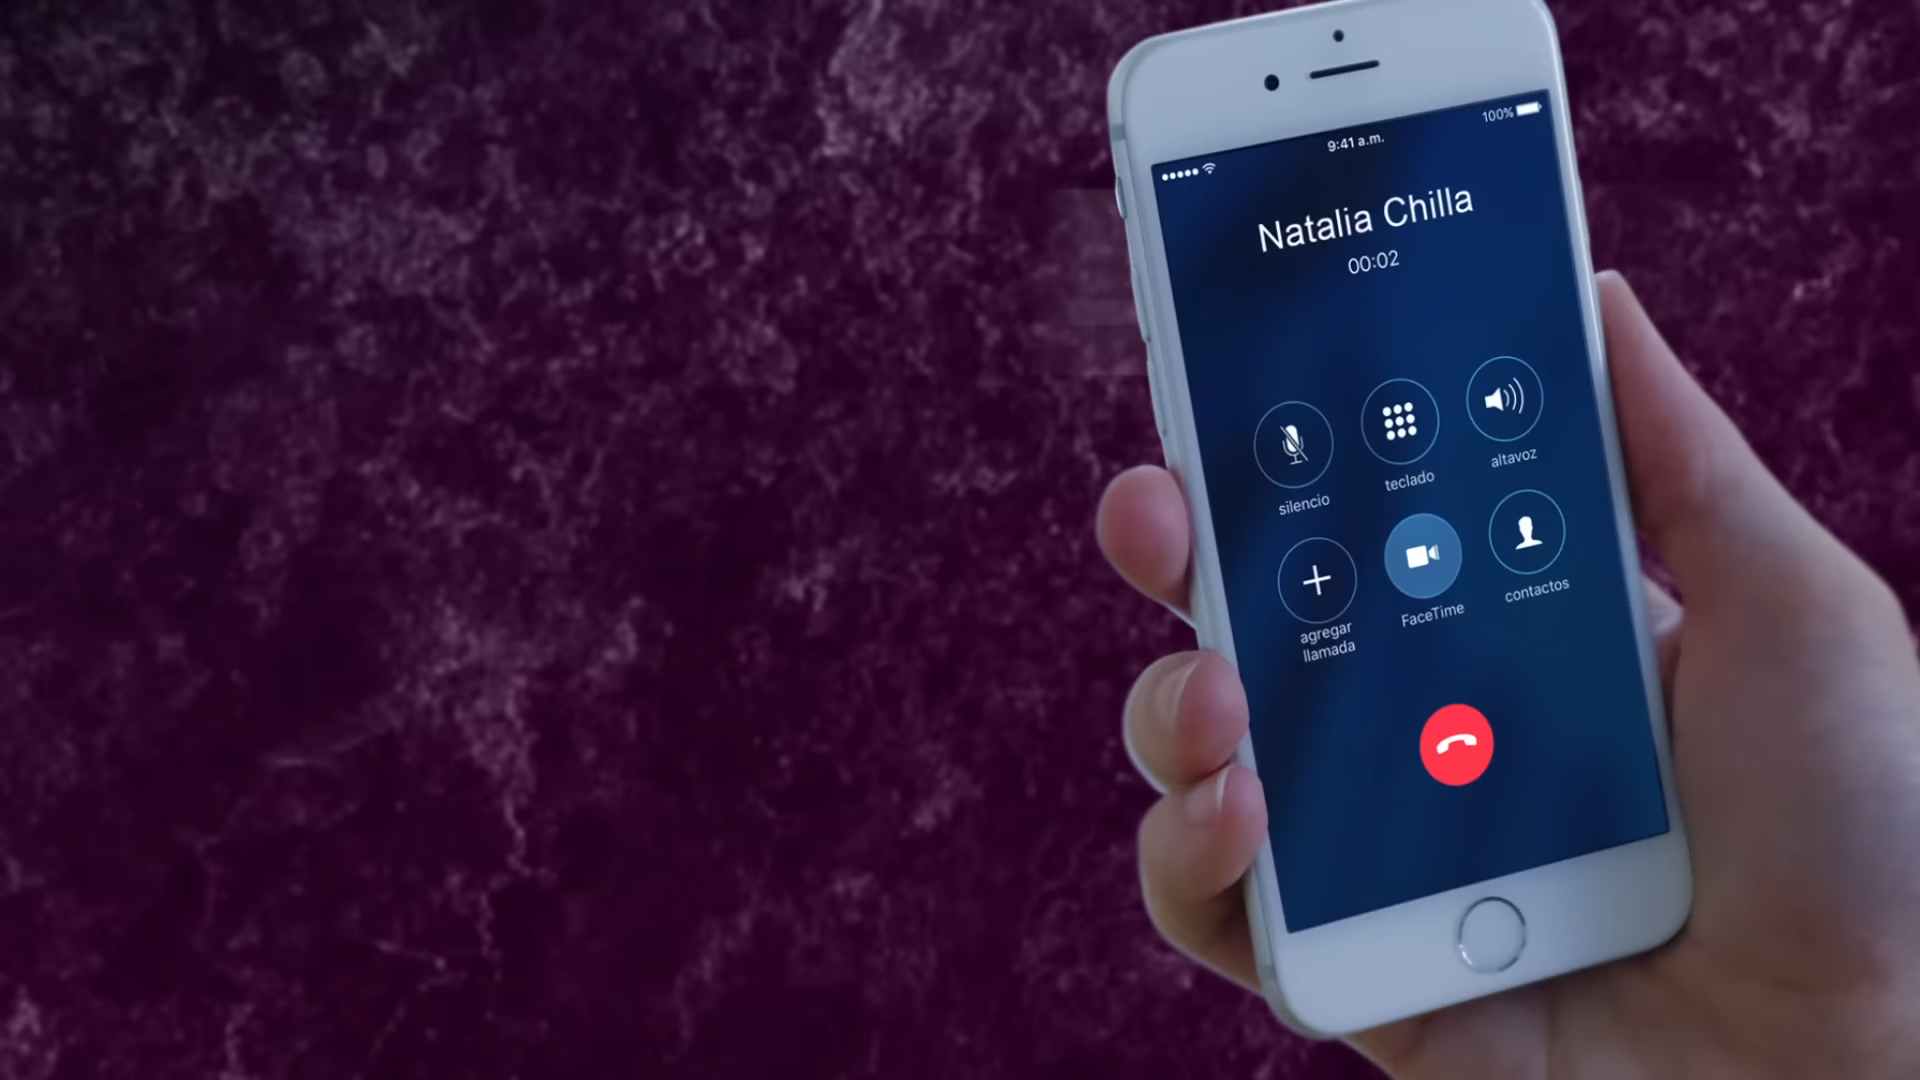 100%
9:41 a.m.
Natalia Chilla
00:02
silencio
teclado
altavoz
agregar
llamada
FaceTime
contactos